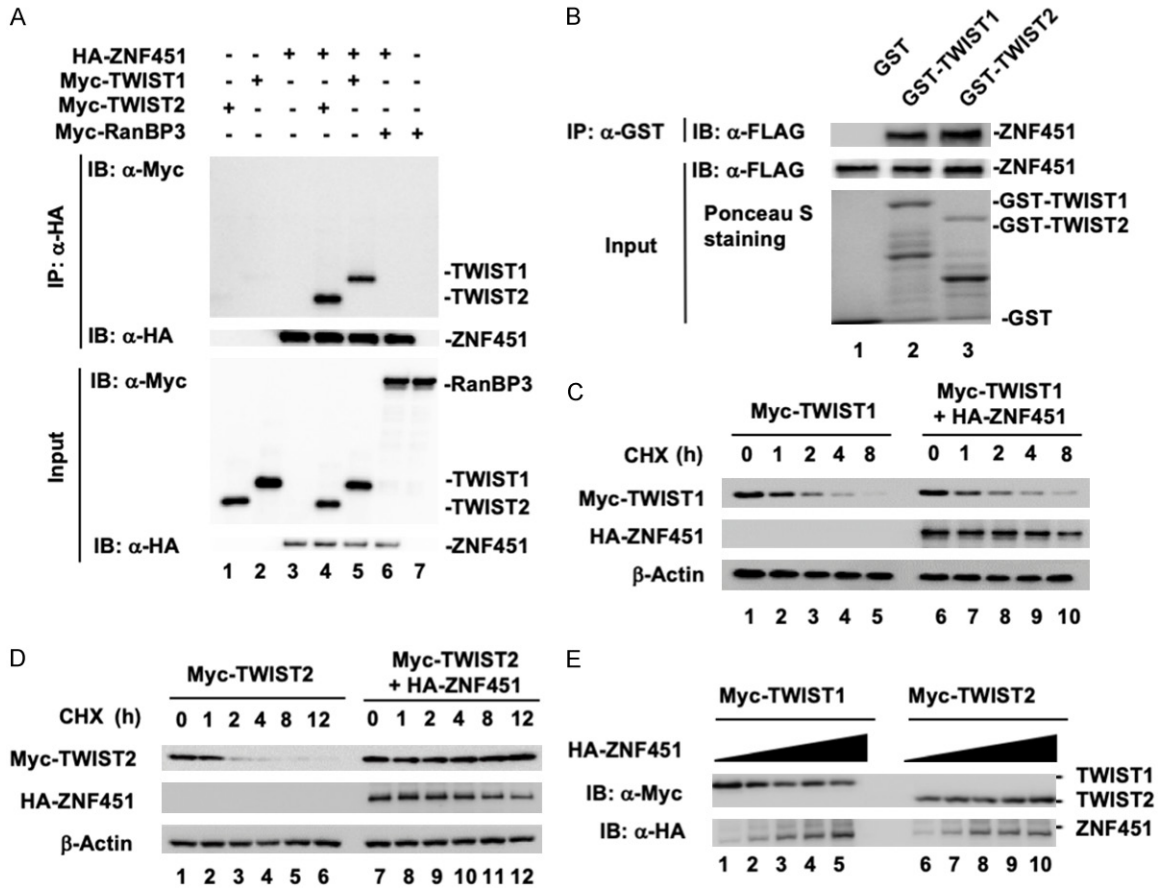 A
HA-ZNF451 - - + + + + -
Myc-TWIST1 - + - - + - -
Myc-TWIST2 + - - + - - -
Myc-RanBP3 - - - - - + +
IP: α-HA
IB: α-Myc
-TWIST1
-TWIST2
IB: α-HA
-ZNF451
Input
IB: α-Myc
-RanBP3
-TWIST1
-TWIST2
IB: α-HA
-ZNF451
1 2 3 4 5 6 7
B
GST
GST-TWIST1
GST-TWIST2
IP: α-GST
IB: α-FLAG
-ZNF451
Input
IB: α-FLAG
-ZNF451
Ponceau S
staining
-GST-TWIST1
-GST-TWIST2
-GST
1 2 3
C
Myc-TWIST1
Myc-TWIST1
+ HA-ZNF451
CHX (h) 0 1 2 4 8 0 1 2 4 8
Myc-TWIST1
HA-ZNF451
β-Actin
1 2 3 4 5 6 7 8 9 10
D
Myc-TWIST2
Myc-TWIST2
+ HA-ZNF451
CHX (h) 0 1 2 4 8 12 0 1 2 4 8 12
Myc-TWIST2
HA-ZNF451
β-Actin
1 2 3 4 5 6 7 8 9 10 11 12
E
Myc-TWIST1 Myc-TWIST2
HA-ZNF451
IB: α-Myc
TWIST1
TWIST2
IB: α-HA
ZNF451
1 2 3 4 5 6 7 8 9 10